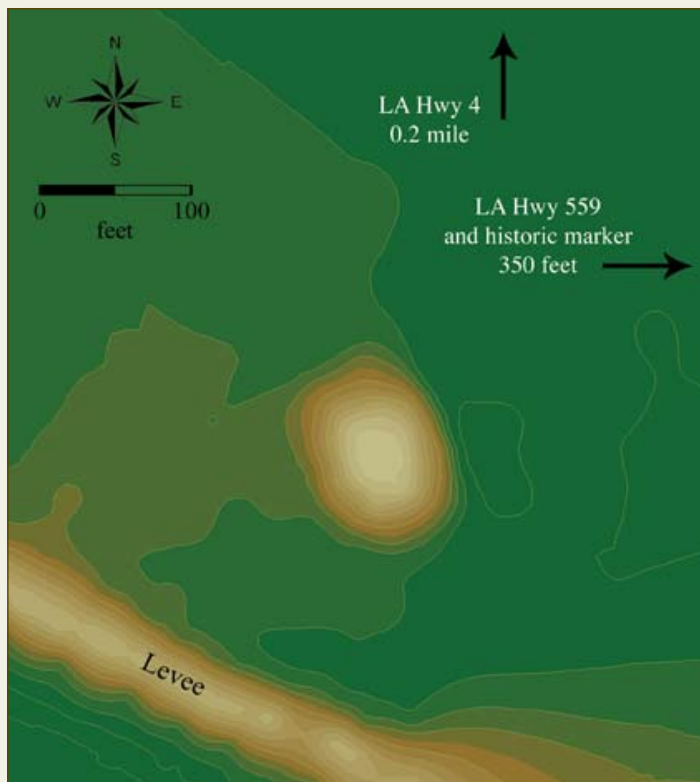 N
W E
S
0 100
feet
LA Hwy 4
0.2 mile
LA Hwy 559
and historic marker
350 feet
Levee